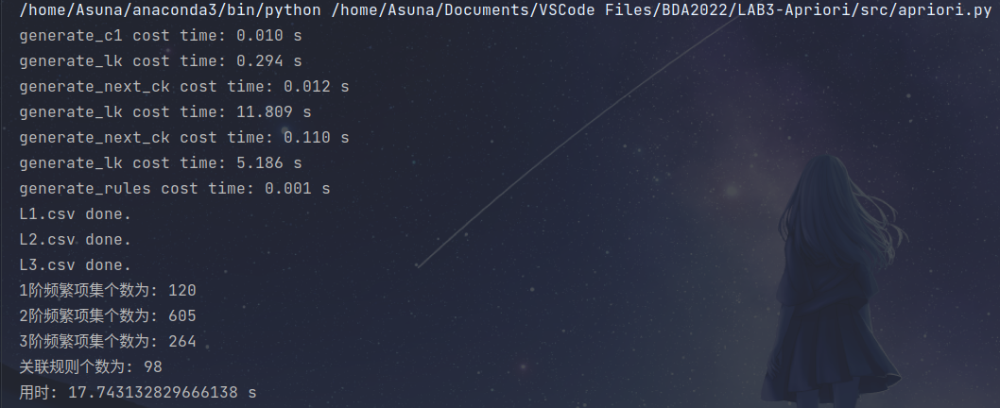 /home/Asuna/anaconda3/bin/python /home/Asuna/Documents/VSCode Files/BDA2022/LAB3-Apriori/src/apriori.py
generate_c1 cost time: 0.010 s
generate_lk cost time: 0.294 s
generate_next_ck cost time: 0.012 s
generate_lk cost time: 11.809 s
generate_next_ck cost time: 0.110 s
generate_lk cost time: 5.186 s
generate_rules cost time: 0.001 s
L1.csv done.
L2.csv done.
L3.csv done.
1阶频繁项集个数为: 120
2阶频繁项集个数为: 605
3阶频繁项集个数为: 264
关联规则个数为: 98
用时: 17.743132829666138 s